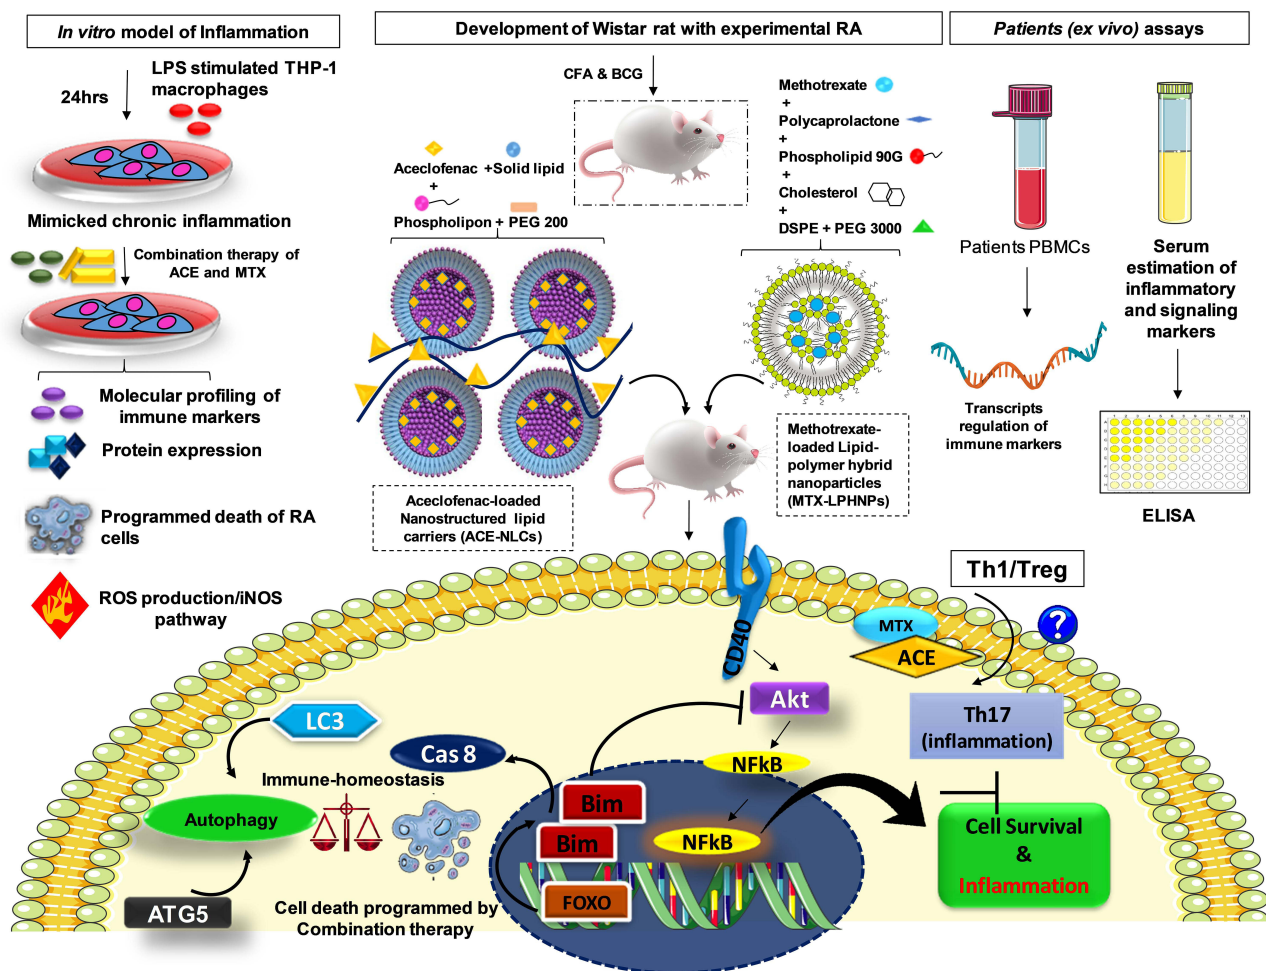 In vitro model of Inflammation
24hrs
LPS stimulated THP-1
macrophages
Mimicked chronic inflammation
Combination therapy of
ACE and MTX
Molecular profiling of
immune markers
Protein expression
Programmed death of RA
cells
ROS production/iNOS
pathway
Development of Wistar rat with experimental RA
CFA & BCG
Aceclofenac +Solid lipid
+
Phospholipon + PEG 200
Methotrexate
+
Polycaprolactone
+
Phospholipid 90G
+
Cholesterol
+
DSPE + PEG 3000
Aceclofenac-loaded
Nanostructured lipid
carriers (ACE-NLCs)
Methotrexate-
loaded Lipid-
polymer hybrid
nanoparticles
(MTX-LPHNPs)
Patients (ex vivo) assays
Patients PBMCs
Transcripts
regulation of
immune markers
Serum
estimation of
inflammatory
and signaling
markers
ELISA
Th1/Treg
?
MTX
ACE
CD40
Akt
Th17
(inflammation)
LC3
Cas 8
NFkB
Immune-homeostasis
Autophagy
Bim
Bim
NFkB
Cell Survival
&
Inflammation
FOXO
ATG5
Cell death programmed by
Combination therapy